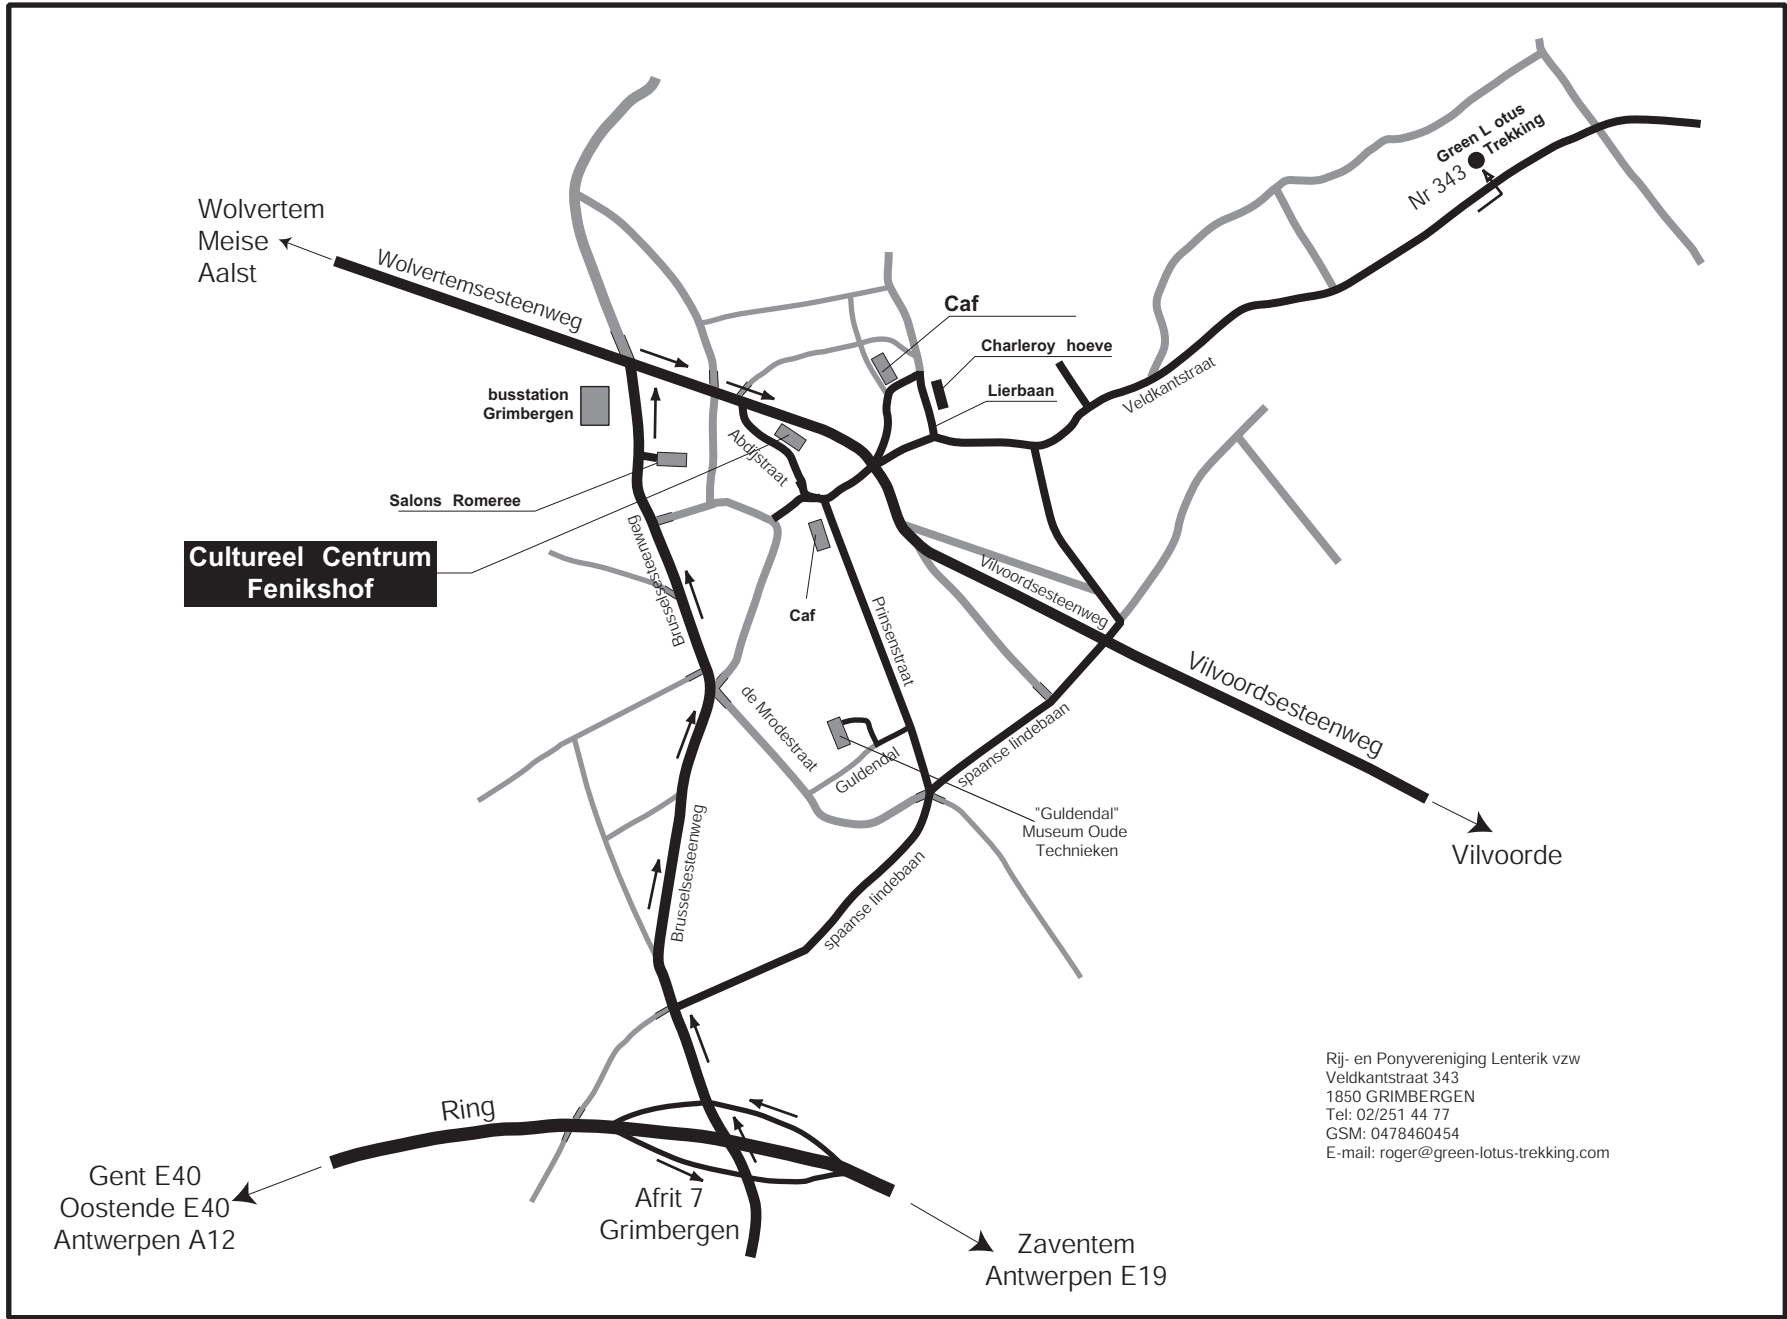 Green L otus
Trekking
Nr 343
Wolvertem
Meise
Aalst
Wolvertemsesteenweg
Caf
Charleroy hoeve
Lierbaan
Veldkantstraat
busstation
Grimbergen
Abdijstraat
Salons Romeree
Cultureel Centrum
Fenikshof
Brusselsesteenweg
Caf
Prinsenstraat
Vilvoordsesteenweg
Vilvoordsesteenweg
de Mrodestraat
Guldendal
spaanse lindebaan
"Guldendal"
Museum Oude
Technieken
Vilvoorde
Brusselsesteenweg
spaanse lindebaan
Rij- en Ponyvereniging Lenterik vzw
Veldkantstraat 343
1850 GRIMBERGEN
Tel: 02/251 44 77
GSM: 0478460454
E-mail: roger@green-lotus-trekking.com
Ring
Gent E40
Oostende E40
Antwerpen A12
Afrit 7
Grimbergen
Zaventem
Antwerpen E19